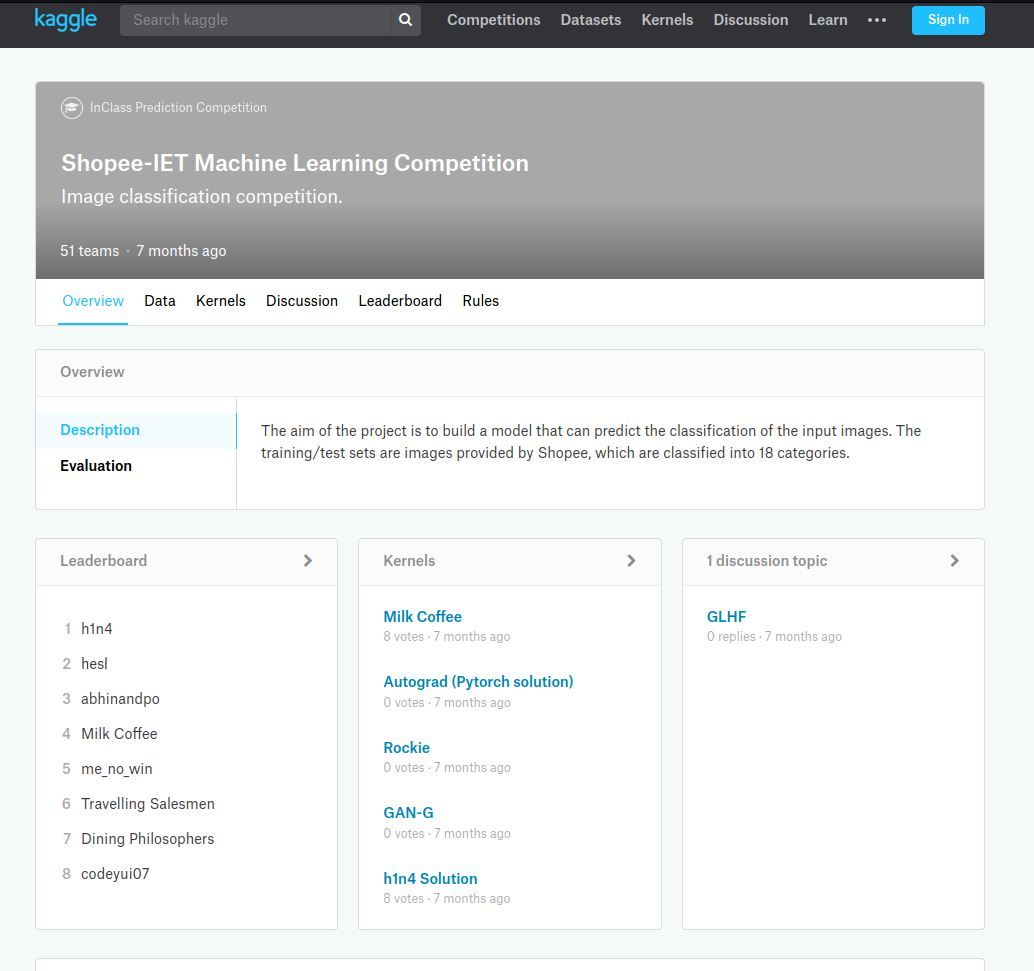 kaggle
Search kaggle
Competitions Datasets Kernels Discussion Learn ••• Sign In
InClass Prediction Competition
Shopee-IET Machine Learning Competition
Image classification competition.
51 teams · 7 months ago
Overview Data Kernels Discussion Leaderboard Rules
Overview
Description
Evaluation
The aim of the project is to build a model that can predict the classification of the input images. The
training/test sets are images provided by Shopee, which are classified into 18 categories.
Leaderboard
1 h1n4
2 hesl
3 abhinandpo
4 Milk Coffee
5 me_no_win
6 Travelling Salesmen
7 Dining Philosophers
8 codeyui07
Kernels
Milk Coffee
8 votes · 7 months ago
Autograd (Pytorch solution)
0 votes · 7 months ago
Rockie
0 votes · 7 months ago
GAN-G
0 votes · 7 months ago
h1n4 Solution
8 votes · 7 months ago
1 discussion topic
GLHF
0 replies · 7 months ago